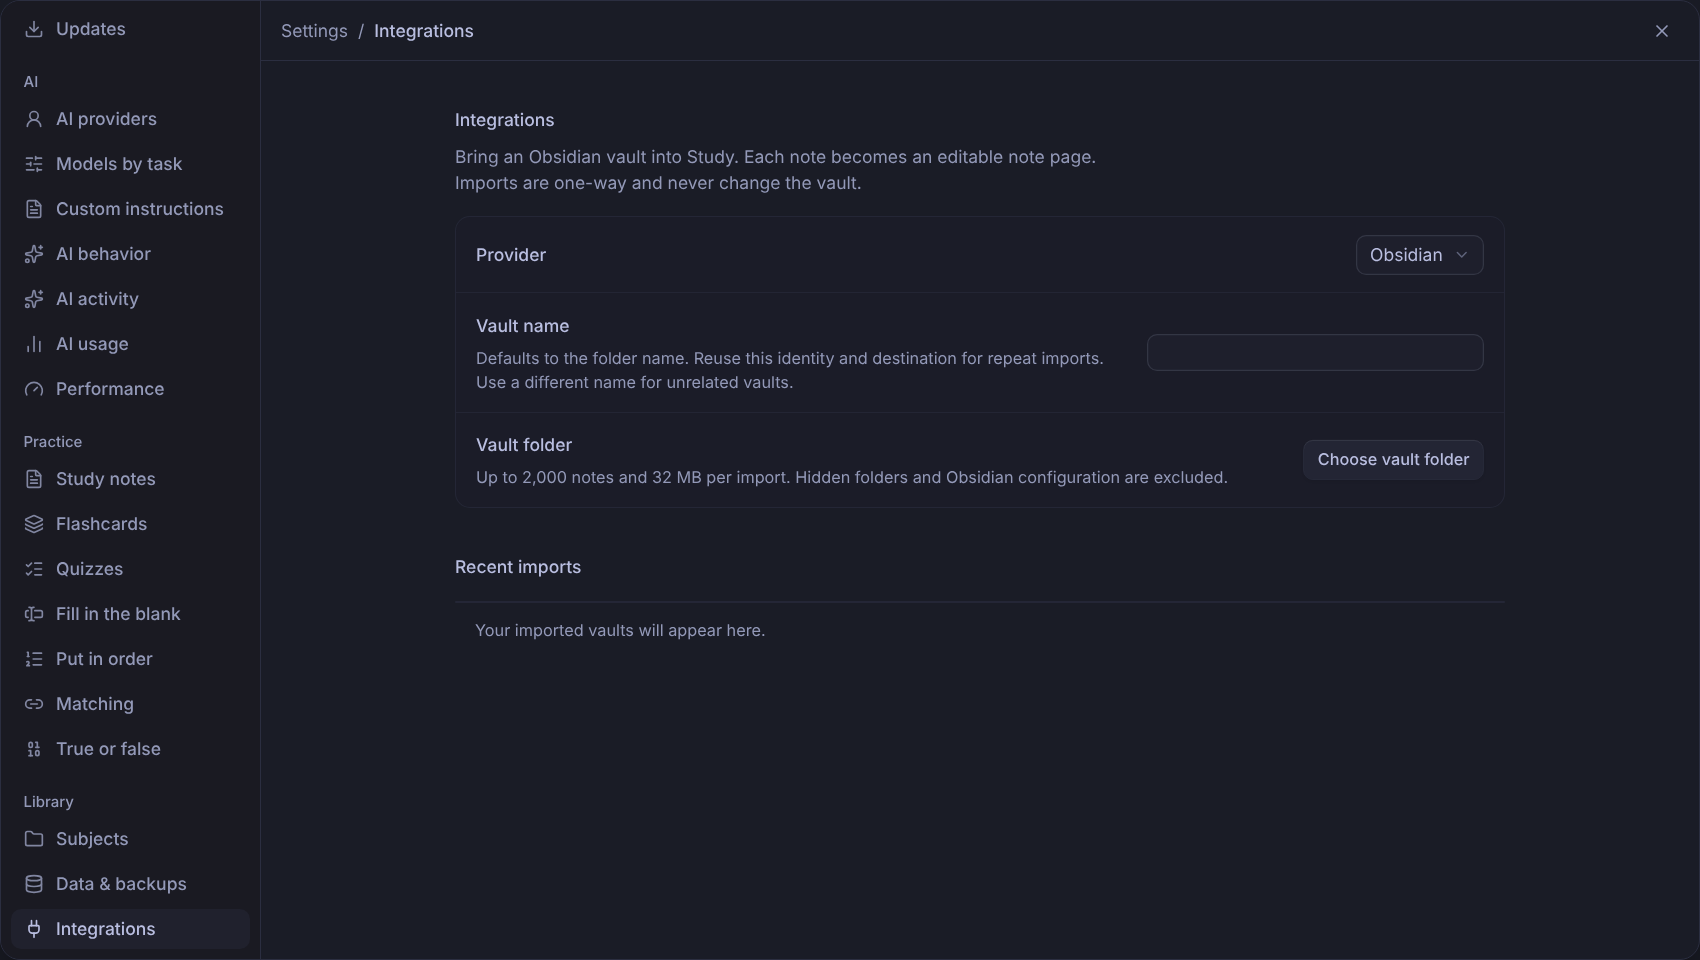 Updates
AI
AI providers
Models by task
Custom instructions
AI behavior
AI activity
AI usage
Performance
Practice
Study notes
Flashcards
Quizzes
Fill in the blank
Put in order
Matching
True or false
Library
Subjects
Data & backups
Integrations
Settings / Integrations
Integrations
Bring an Obsidian vault into Study. Each note becomes an editable note page.
Imports are one-way and never change the vault.
Provider
Obsidian
Vault name
Defaults to the folder name. Reuse this identity and destination for repeat imports.
Use a different name for unrelated vaults.
Vault folder
Up to 2,000 notes and 32 MB per import. Hidden folders and Obsidian configuration are excluded.
Choose vault folder
Recent imports
Your imported vaults will appear here.